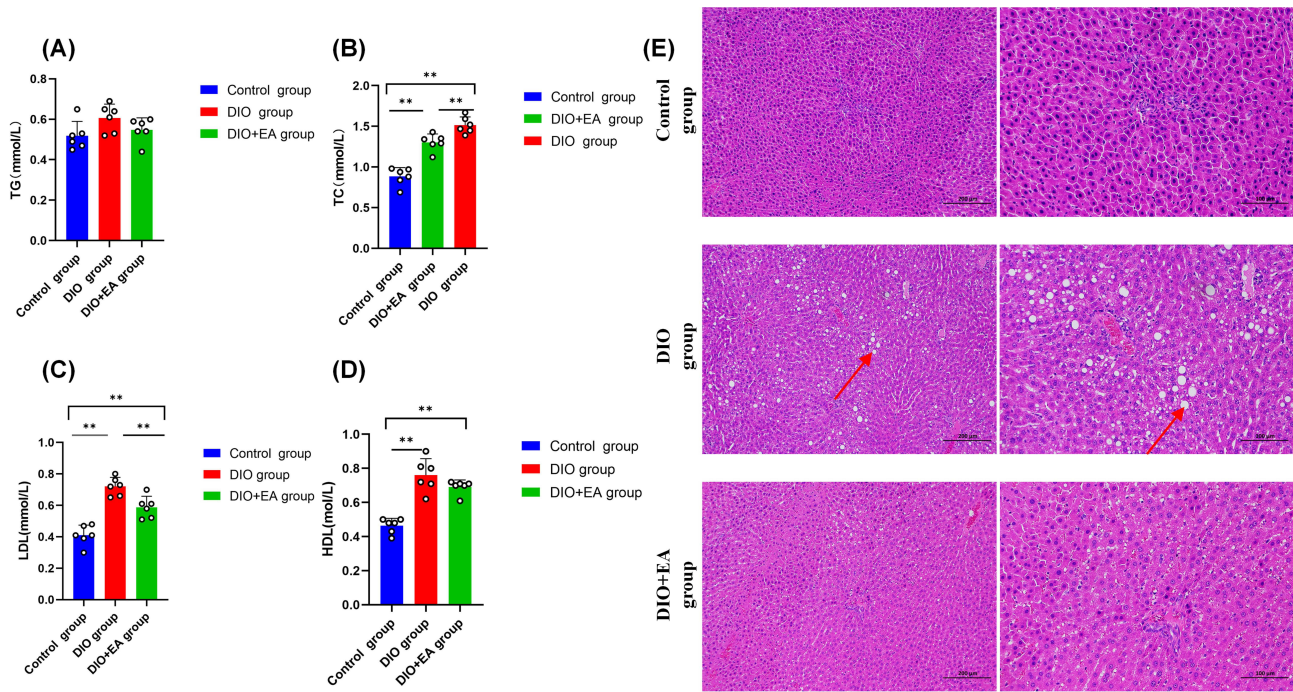 (A)
TG(mmol/L)
0.8
0.6
0.4
0.2
0.0
Control group
DIO group
DIO+EA group
Control group
DIO group
DIO+EA group
(B)
TC(mmol/L)
2.0
1.5
1.0
0.5
0.0
**
** **
Control group
DIO+EA group
DIO group
Control group
DIO+EA group
DIO group
(C)
LDL(mmol/L)
1.0
0.8
0.6
0.4
0.2
0.0
**
** **
Control group
DIO group
DIO+EA group
Control group
DIO group
DIO+EA group
(D)
HDL(mol/L)
1.0
0.8
0.6
0.4
0.2
0.0
**
**
Control group
DIO group
DIO+EA group
Control group
DIO group
DIO+EA group
(E)
Control
group
200 μm
100 μm
DIO
group
200 μm
100 μm
DIO+EA
group
200 μm
100 μm